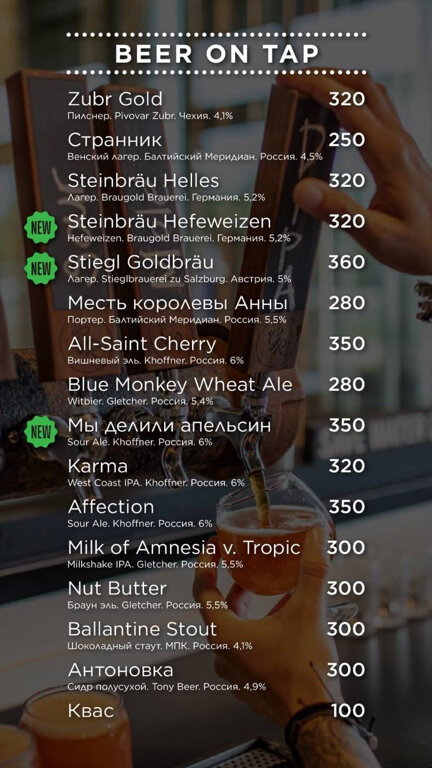 BEER ON TAP
Zubr Gold 320
Пилснер. Pivovar Zubr. Чехия. 4,1%
Странник 250
Венский лагер. Балтийский Меридиан. Россия. 4,5%
Steinbräu Helles 320
Лагер. Braugold Brauerei. Германия. 5,2%
NEW Steinbräu Hefeweizen 320
Hefeweizen. Braugold Brauerei. Германия. 5,2%
NEW Stiegl Goldbräu 360
Лагер. Stieglbrauerei zu Salzburg. Австрия. 5%
Месть королевы Анны 280
Портер. Балтийский Меридиан. Россия. 5,5%
All-Saint Cherry 350
Вишневый эль. Khoffner. Россия. 6%
Blue Monkey Wheat Ale 280
Witbier. Gletcher. Россия. 5,4%
NEW Мы делили апельсин 350
Sour Ale. Khoffner. Россия. 6%
Karma 320
West Coast IPA. Khoffner. Россия. 6%
Affection 350
Sour Ale. Khoffner. Россия. 6%
Milk of Amnesia v. Tropic 300
Milkshake IPA. Gletcher. Россия. 5,5%
Nut Butter 300
Браун эль. Gletcher. Россия. 5,5%
Ballantine Stout 300
Шоколадный стаут. МПК. Россия. 4,1%
Антоновка 300
Сидр полусухой. Tony Beer. Россия. 4,9%
Квас 100